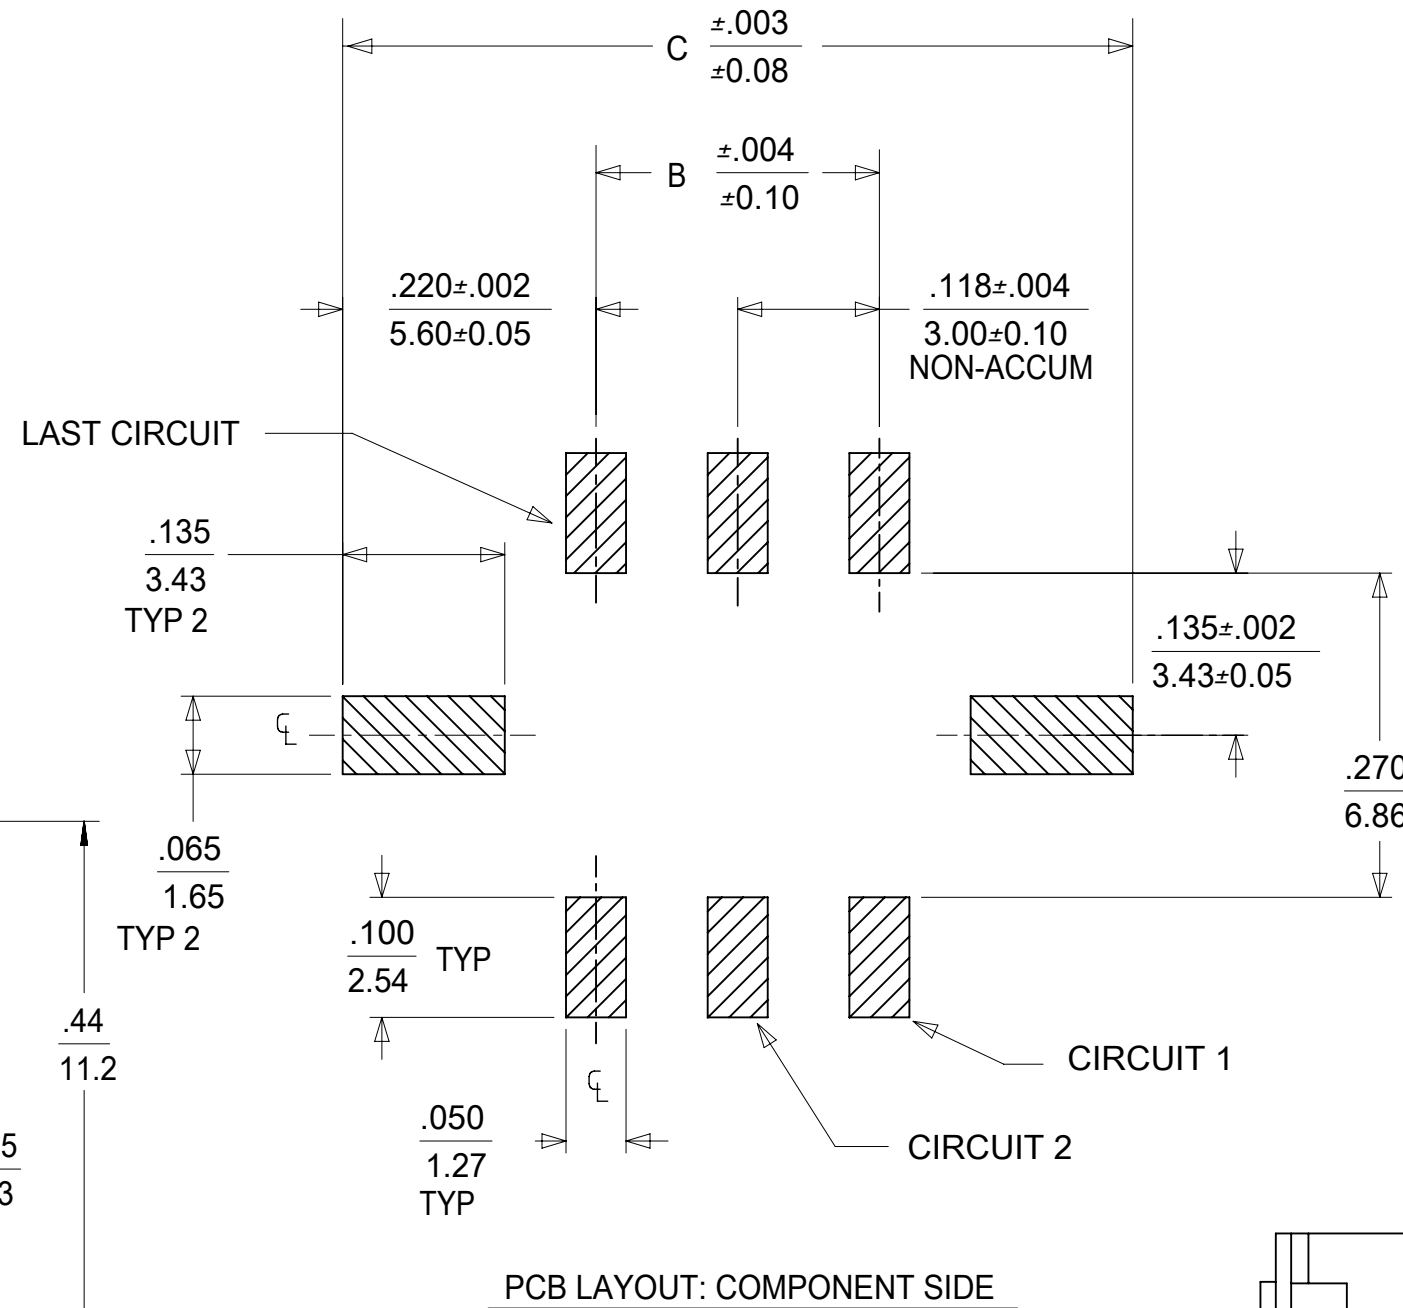 C ±.003
±0.08
B ±.004
±0.10
.220±.002
5.60±0.05
.118±.004
3.00±0.10
NON-ACCUM
LAST CIRCUIT
.135
3.43
TYP 2
.135±.002
3.43±0.05
℄
.270
6.86
.065
1.65
TYP 2
.100
2.54
TYP
.44
11.2
CIRCUIT 1
℄
.050
1.27
TYP
CIRCUIT 2
5
3
PCB LAYOUT: COMPONENT SIDE